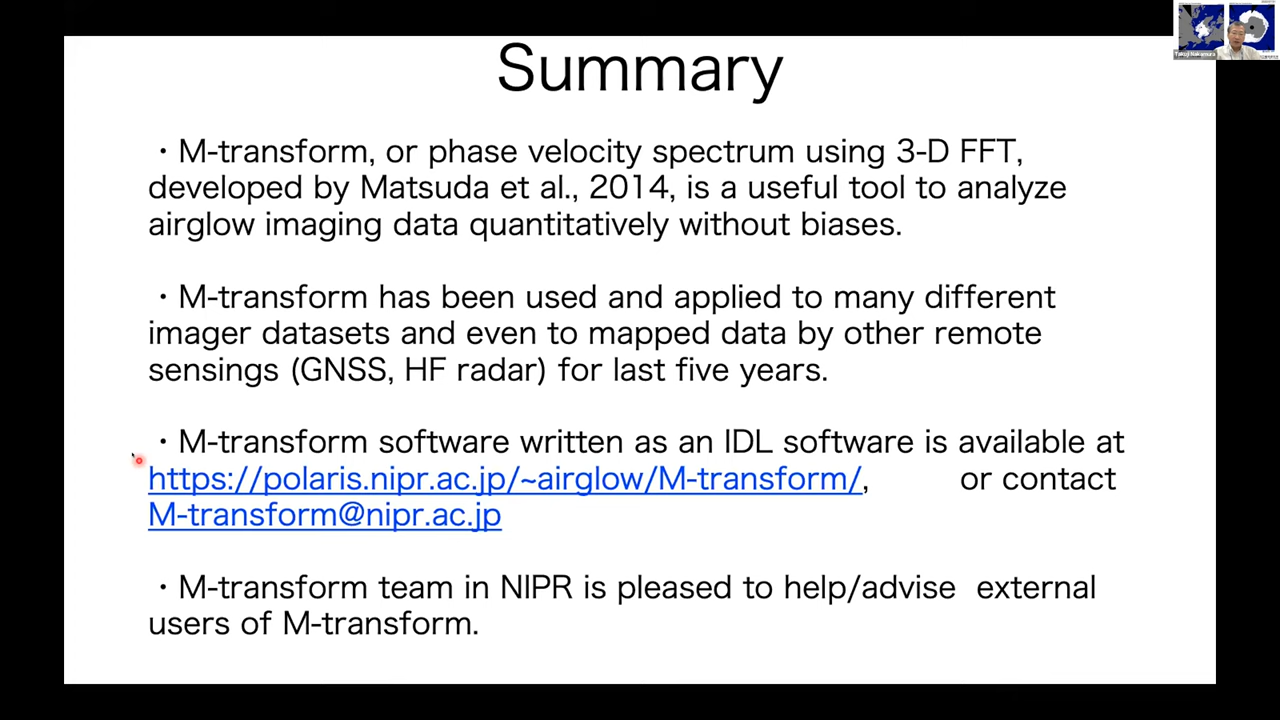 Summary
・M-transform, or phase velocity spectrum using 3-D FFT,
developed by Matsuda et al., 2014, is a useful tool to analyze
airglow imaging data quantitatively without biases.
・M-transform has been used and applied to many different
imager datasets and even to mapped data by other remote
sensings (GNSS, HF radar) for last five years.
・M-transform software written as an IDL software is available at
https://polaris.nipr.ac.jp/~airglow/M-transform/, or contact
M-transform@nipr.ac.jp
・M-transform team in NIPR is pleased to help/advise external
users of M-transform.